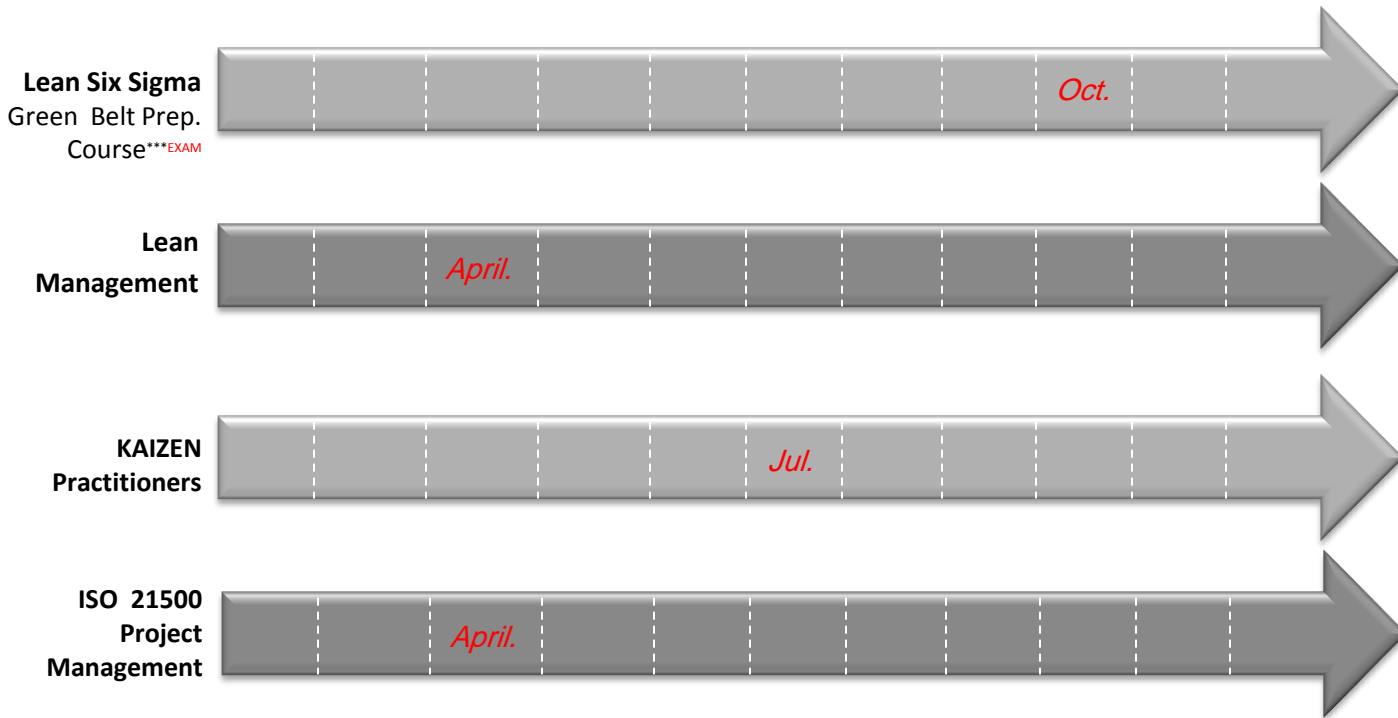 Lean Six Sigma
Green Belt Prep.
Course***EXAM
Oct.
Lean
Management
April.
KAIZEN
Practitioners
Jul.
ISO 21500
Project
Management
April.